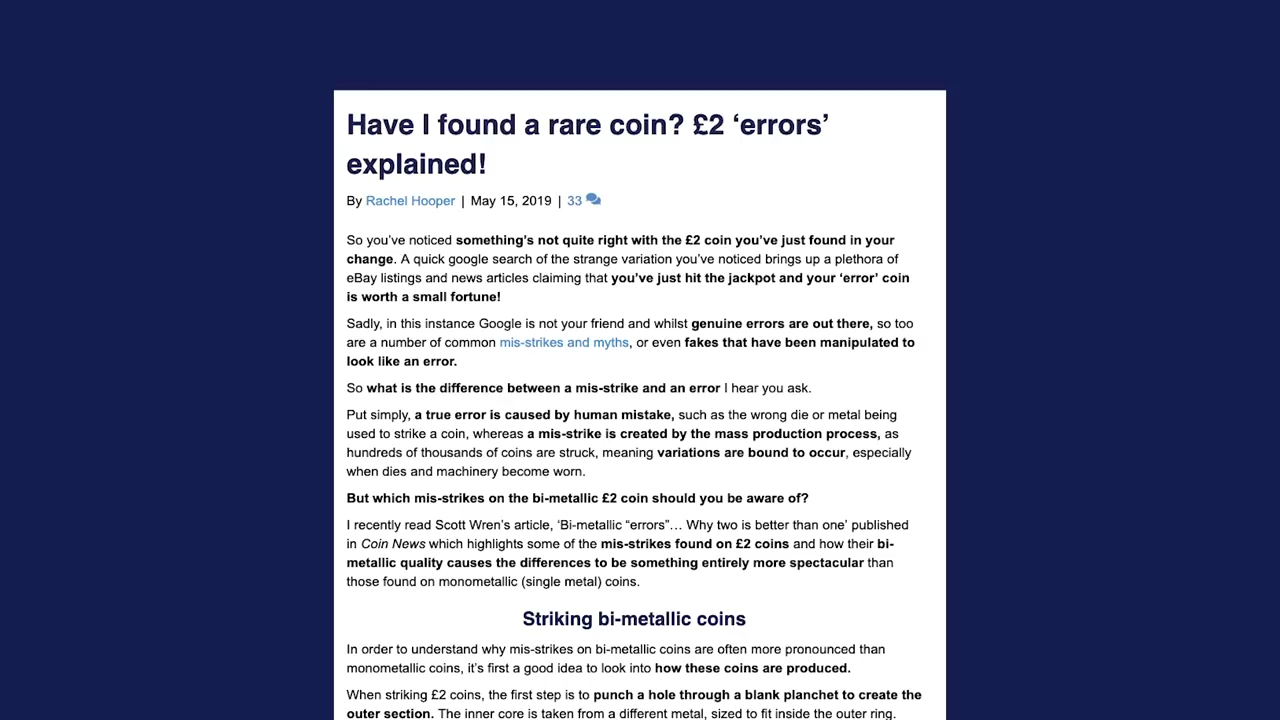 Have I found a rare coin? £2 ‘errors’
explained!
By Rachel Hooper | May 15, 2019 | 33
So you’ve noticed something’s not quite right with the £2 coin you’ve just found in your
change. A quick google search of the strange variation you’ve noticed brings up a plethora of
eBay listings and news articles claiming that you’ve just hit the jackpot and your ‘error’ coin
is worth a small fortune!
Sadly, in this instance Google is not your friend and whilst genuine errors are out there, so too
are a number of common mis-strikes and myths, or even fakes that have been manipulated to
look like an error.
So what is the difference between a mis-strike and an error I hear you ask.
Put simply, a true error is caused by human mistake, such as the wrong die or metal being
used to strike a coin, whereas a mis-strike is created by the mass production process, as
hundreds of thousands of coins are struck, meaning variations are bound to occur, especially
when dies and machinery become worn.
But which mis-strikes on the bi-metallic £2 coin should you be aware of?
I recently read Scott Wren’s article, ‘Bi-metallic “errors”… Why two is better than one’ published
in Coin News which highlights some of the mis-strikes found on £2 coins and how their bi-
metallic quality causes the differences to be something entirely more spectacular than
those found on monometallic (single metal) coins.
Striking bi-metallic coins
In order to understand why mis-strikes on bi-metallic coins are often more pronounced than
monometallic coins, it’s first a good idea to look into how these coins are produced.
When striking £2 coins, the first step is to punch a hole through a blank planchet to create the
outer section. The inner core is taken from a different metal, sized to fit inside the outer ring.